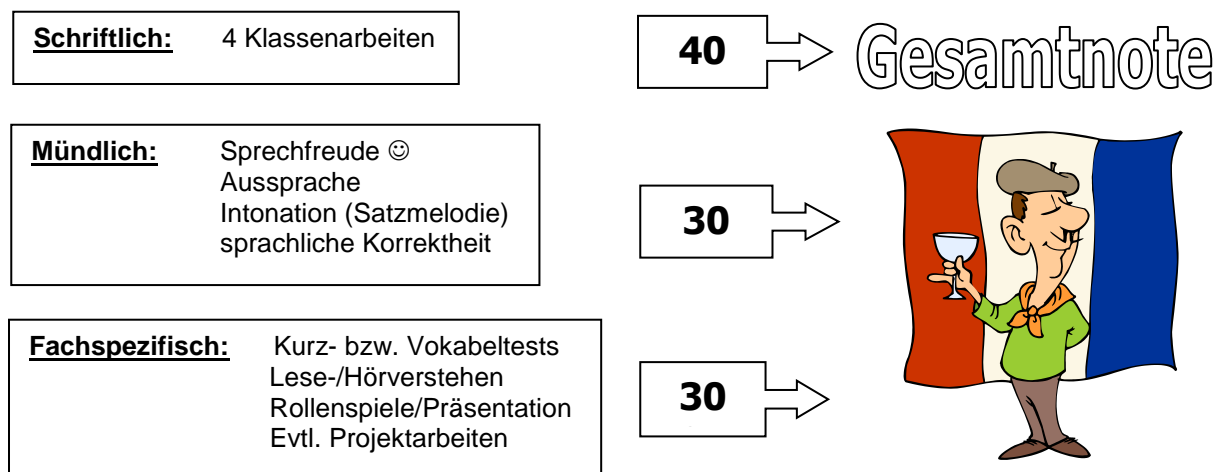 Schriftlich: 4 Klassenarbeiten
40
Gesamtnote
Mündlich: Sprechfreude ☺
Aussprache
Intonation (Satzmelodie)
sprachliche Korrektheit
30
Fachspezifisch: Kurz- bzw. Vokabeltests
Lese-/Hörverstehen
Rollenspiele/Präsentation
Evtl. Projektarbeiten
30